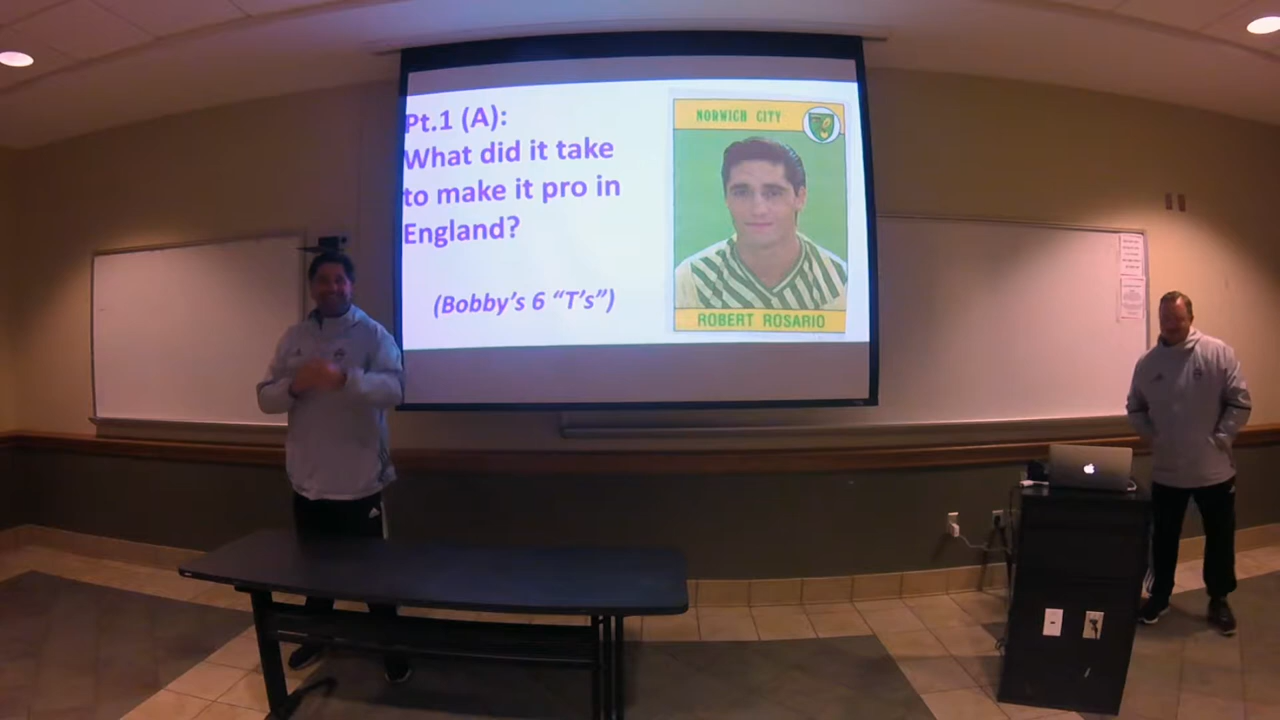 Pt.1 (A):
What did it take
to make it pro in
England?
(Bobby's 6 "T's")
NORWICH CITY
ROBERT ROSARIO